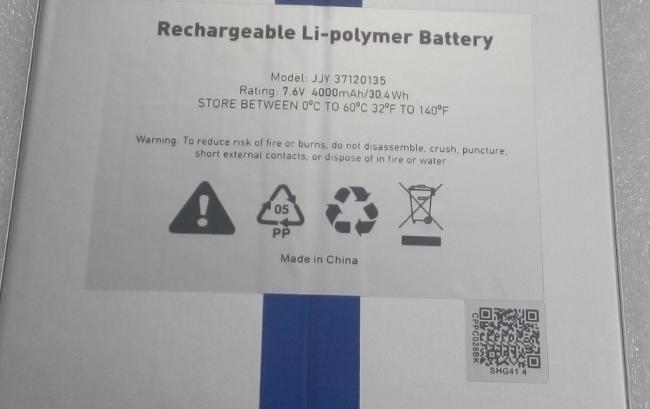 Rechargeable Li-polymer Battery
Model: JJY 37120135
Rating: 7.6V 4000mAh/30.4Wh
STORE BETWEEN 0°C TO 60°C 32°F TO 140°F
Warning: To reduce risk of fire or burns, do not disassemble, crush, puncture,
short external contacts, or dispose of in fire or water
05
PP
Made in China
SHG41.4